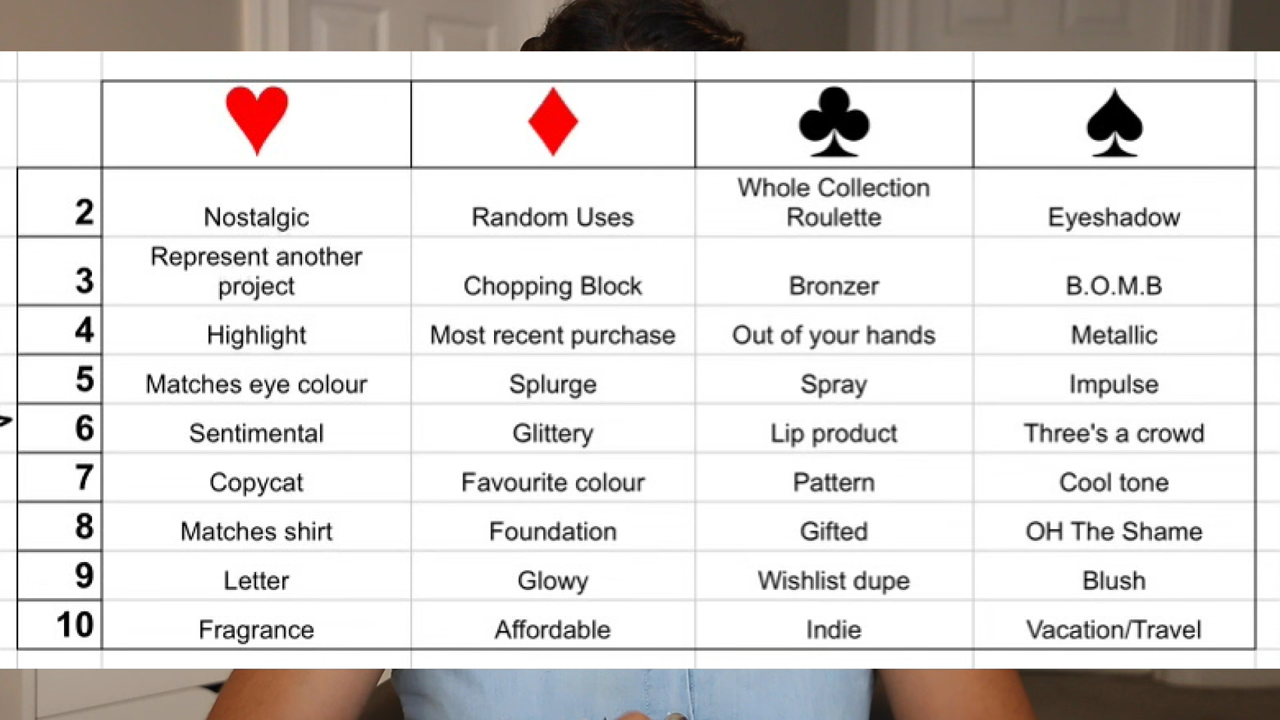 ♥ ♦ ♣ ♠
2 Nostalgic Random Uses Whole Collection Roulette Eyeshadow
3 Represent another project Chopping Block Bronzer B.O.M.B
4 Highlight Most recent purchase Out of your hands Metallic
5 Matches eye colour Splurge Spray Impulse
6 Sentimental Glittery Lip product Three's a crowd
7 Copycat Favourite colour Pattern Cool tone
8 Matches shirt Foundation Gifted OH The Shame
9 Letter Glowy Wishlist dupe Blush
10 Fragrance Affordable Indie Vacation/Travel